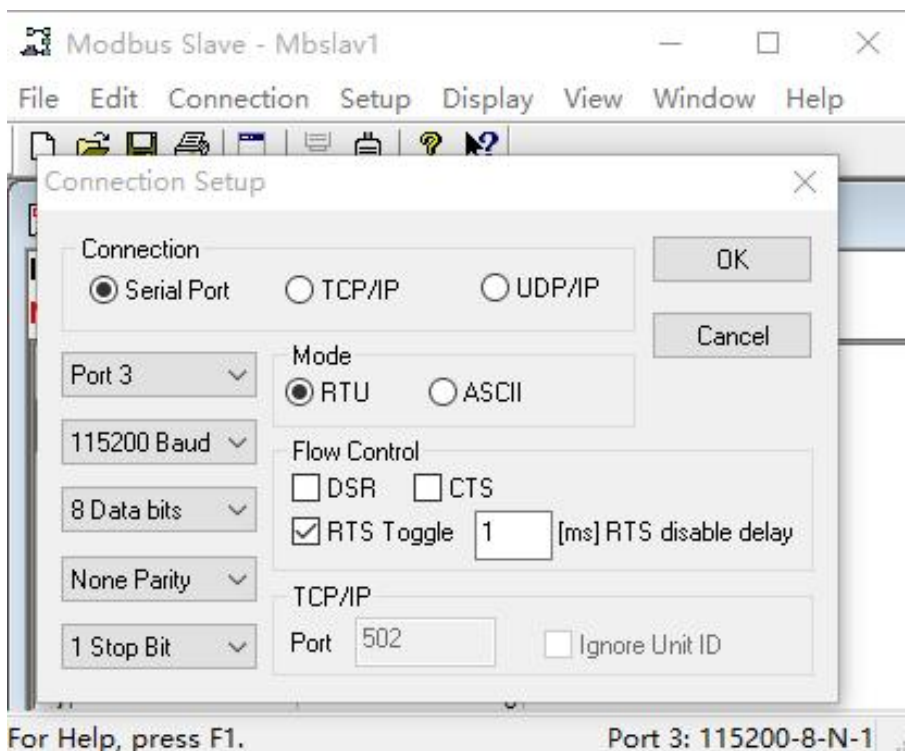 Modbus Slave - Mbslav1
File Edit Connection Setup Display View Window Help
Connection Setup
Connection
Serial Port TCP/IP UDP/IP
OK
Cancel
Port 3
Mode
RTU ASCII
115200 Baud
Flow Control
DSR CTS
8 Data bits
RTS Toggle 1 [ms] RTS disable delay
None Parity
TCP/IP
1 Stop Bit
Port 502 Ignore Unit ID
For Help, press F1. Port 3: 115200-8-N-1